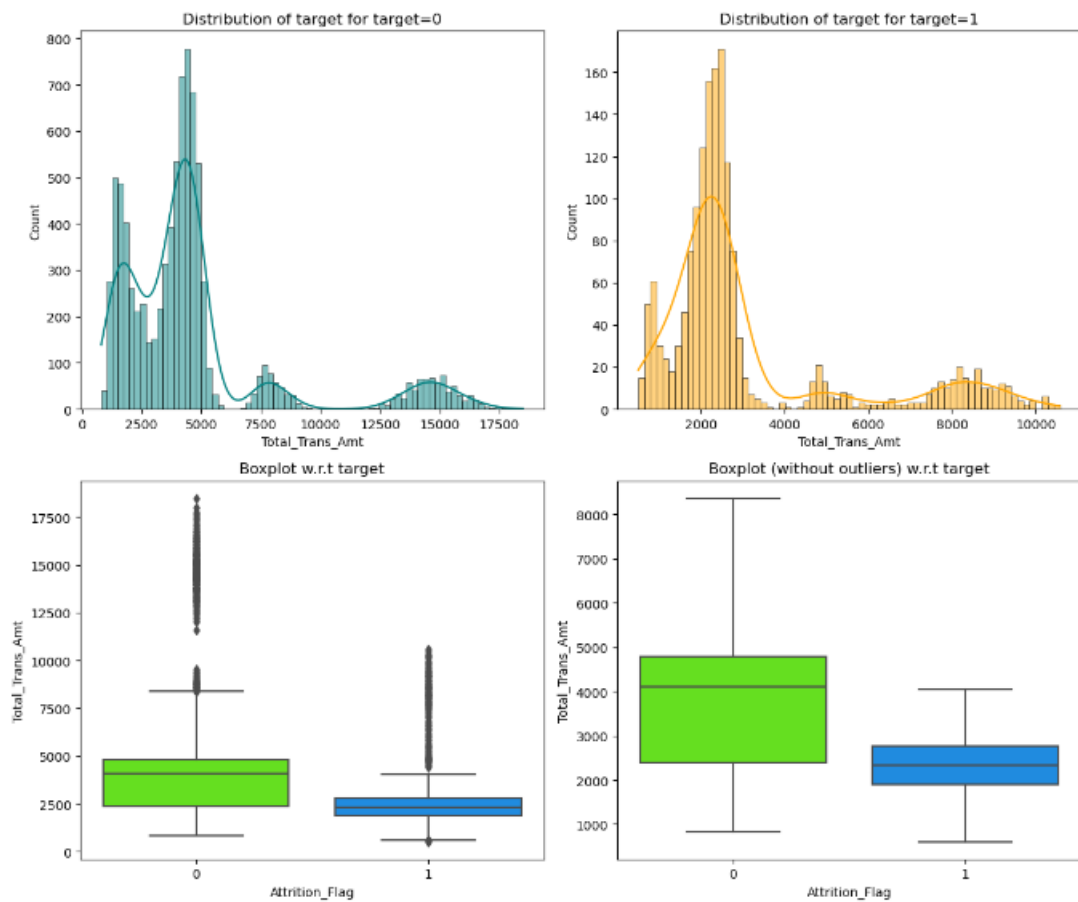 Distribution of target for target=0
800
700
600
500
400
300
200
100
0
Count
2500 5000 7500 10000 12500 15000 17500
Total_Trans_Amt
Distribution of target for target=1
160
140
120
100
80
60
40
20
0
Count
2000 4000 6000 8000 10000
Total_Trans_Amt
Boxplot w.r.t target
17500
15000
12500
10000
7500
5000
2500
0
Total_Trans_Amt
0 1
Attrition_Flag
Boxplot (without outliers) w.r.t target
8000
7000
6000
5000
4000
3000
2000
1000
Total_Trans_Amt
0 1
Attrition_Flag